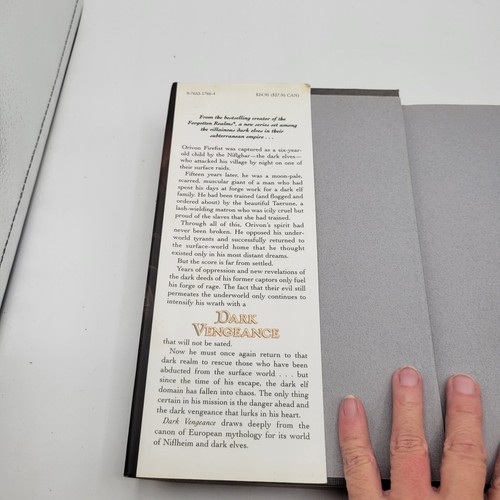 0-7653-1796-9 $24.95 ($27.95 CAN)
From the bestselling creator of the
Forgotten Realms®, a new series set among
the villainous dark elves in their
subterranean empire . . .
Orivon Firefist was captured as a six-year-
old child by the Niflghar—the dark elves—
who attacked his village by night on one of
their surface raids.
Fifteen years later, he was a moon-pale,
scarred, muscular giant of a man who had
spent his days at forge work for a dark elf
family. He had been trained (and flogged and
ordered about) by the beautiful Taerune, a
lash-wielding matron who was icily cruel but
proud of the slaves that she had trained.
Through all of this, Orivon's spirit had
never been broken. He opposed his under-
world tyrants and successfully returned to
the surface-world home that he thought
existed only in his most distant dreams.
But the score is far from settled.
Years of oppression and new revelations of
the dark deeds of his former captors only fuel
his forge of rage. The fact that their evil still
permeates the underworld only continues to
intensify his wrath with a
DARK
VENGEANCE
that will not be sated.
Now he must once again return to that
dark realm to rescue those who have been
abducted from the surface world . . . but
since the time of his escape, the dark elf
domain has fallen into chaos. The only thing
certain in his mission is the danger ahead and
the dark vengeance that lurks in his heart.
Dark Vengeance draws deeply from the
canon of European mythology for its world
of Niflheim and dark elves.